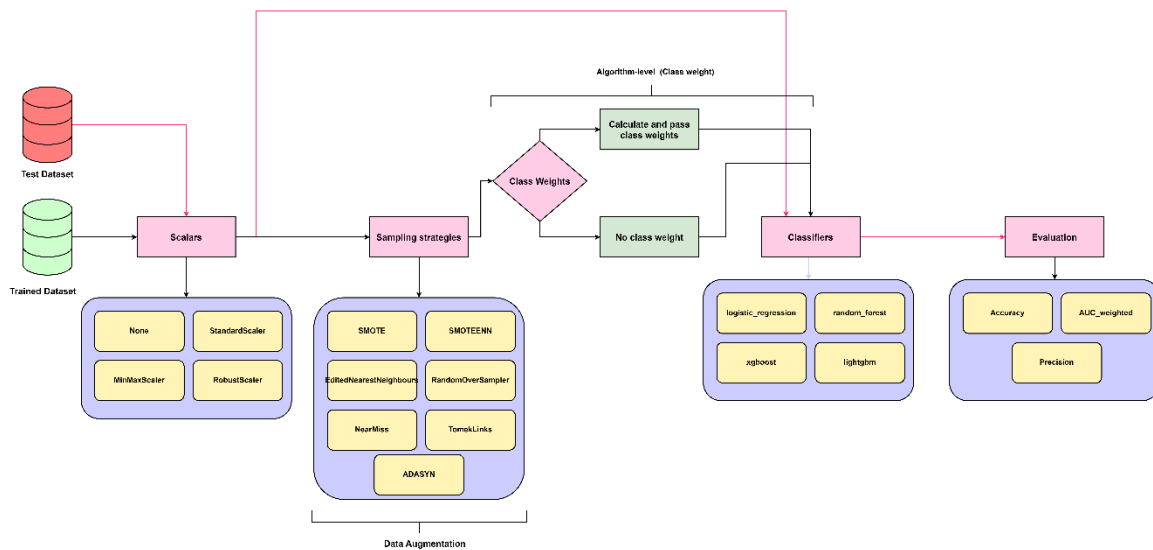 Algorithm-level  (Class weight)
Test Dataset
Calculate and pass
class weights
Class Weights
Trained Dataset
Scalars
Sampling strategies
No class weight
Classifiers
Evaluation
None
StandardScaler
MinMaxScaler
RobustScaler
SMOTE
SMOTEENN
EditedNearestNeighbours
RandomOverSampler
NearMiss
TomekLinks
ADASYN
logistic_regression
random_forest
xgboost
lightgbm
Accuracy
AUC_weighted
Precision
Data Augmentation